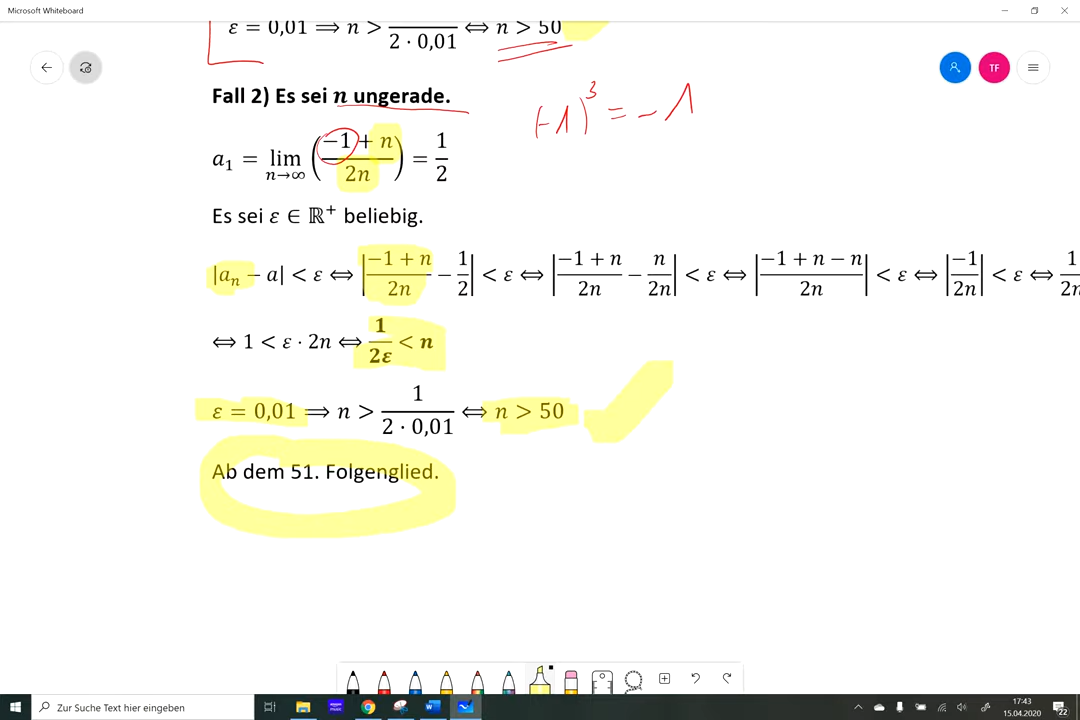 Microsoft Whiteboard
ε = 0,01 ⟹ n > / 2 · 0,01 ⟺ n > 50
TF
Fall 2) Es sei n ungerade.
(-1)³ = -1
a₁ = lim n→∞ ((-1 + n)/2n) = 1/2
Es sei ε ∈ ℝ⁺ beliebig.
|aₙ − a| < ε ⟺ |(−1 + n)/2n − 1/2| < ε ⟺ |(−1 + n)/2n − n/2n| < ε ⟺ |(−1 + n − n)/2n| < ε ⟺ |−1/2n| < ε ⟺ 1/2n
⟺ 1 < ε · 2n ⟺ 1/2ε < n
ε = 0,01 ⟹ n > 1/(2 · 0,01) ⟺ n > 50
Ab dem 51. Folgenglied.
Zur Suche Text hier eingeben
17:43
15.04.2020
22